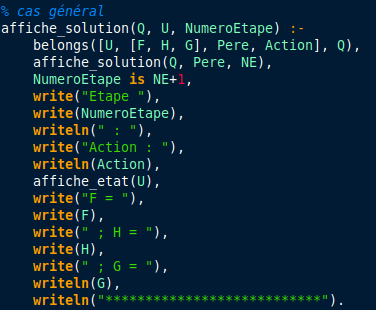 % cas général
affiche_solution(Q, U, NumeroEtape) :-
    belongs([U, [F, H, G], Pere, Action], Q),
    affiche_solution(Q, Pere, NE),
    NumeroEtape is NE+1,
    write("Etape "),
    write(NumeroEtape),
    writeln(" : "),
    write("Action : "),
    writeln(Action),
    affiche_etat(U),
    write("F = "),
    write(F),
    write(" ; H = "),
    write(H),
    write(" ; G = "),
    writeln(G),
    writeln("***************************").